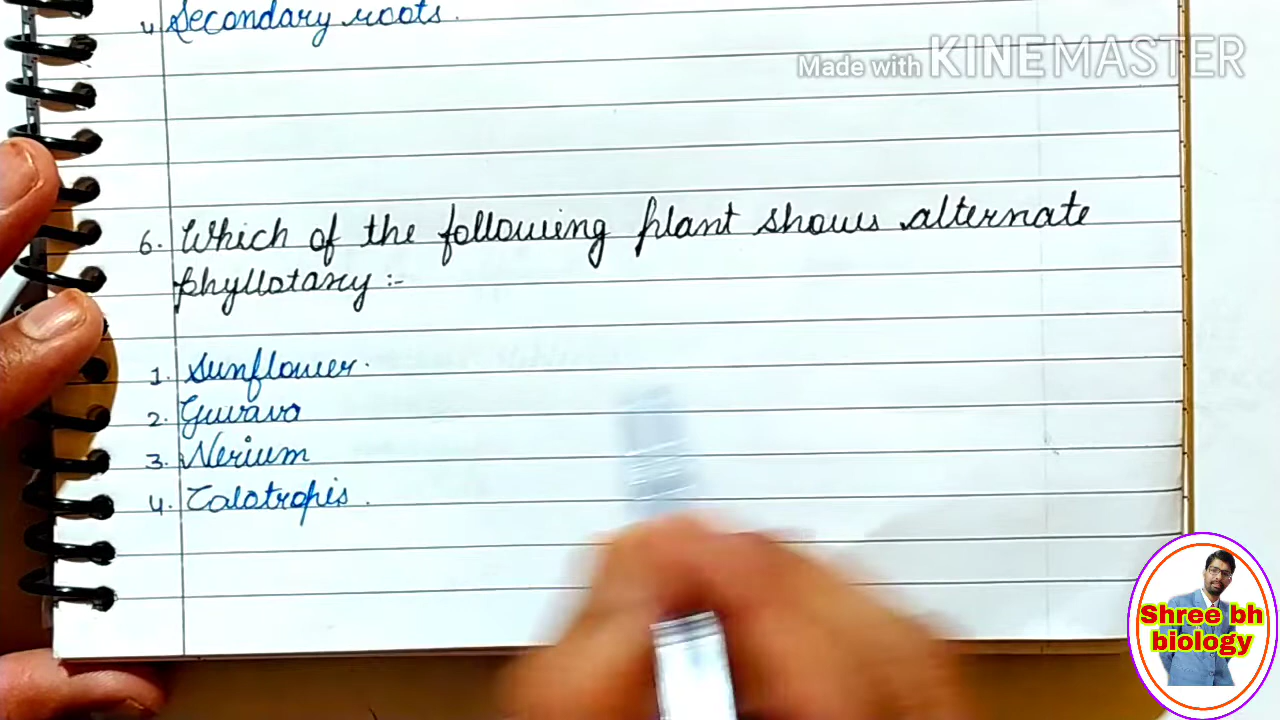 4. Secondary roots.
Made with KINEMASTER
6. Which of the following plant shows alternate
phyllotaxy :-
1. Sunflower.
2. Guvava
3. Nerium
4. Calotropis.
Shree bh
biology